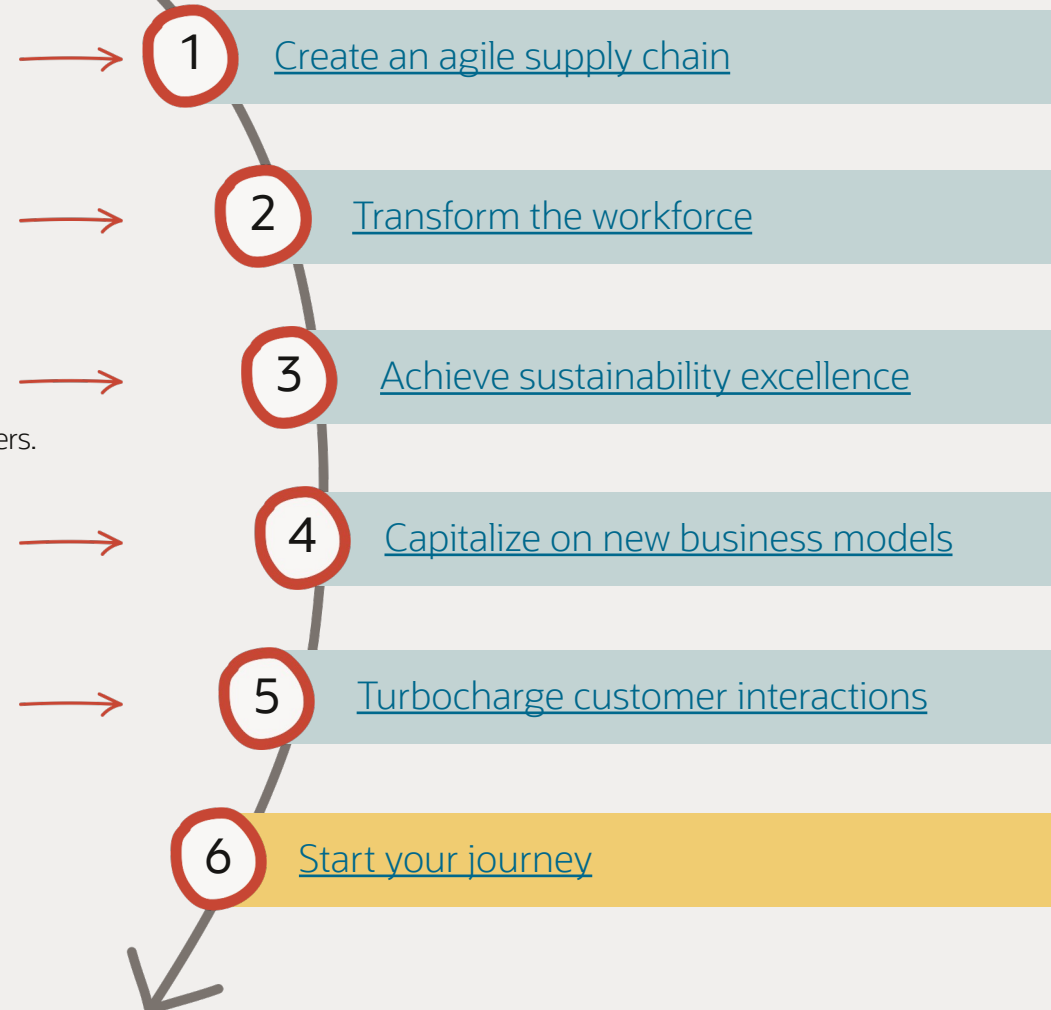 1
Create an agile supply chain
2
Transform the workforce
3
Achieve sustainability excellence
ers.
4
Capitalize on new business models
5
Turbocharge customer interactions
6
Start your journey